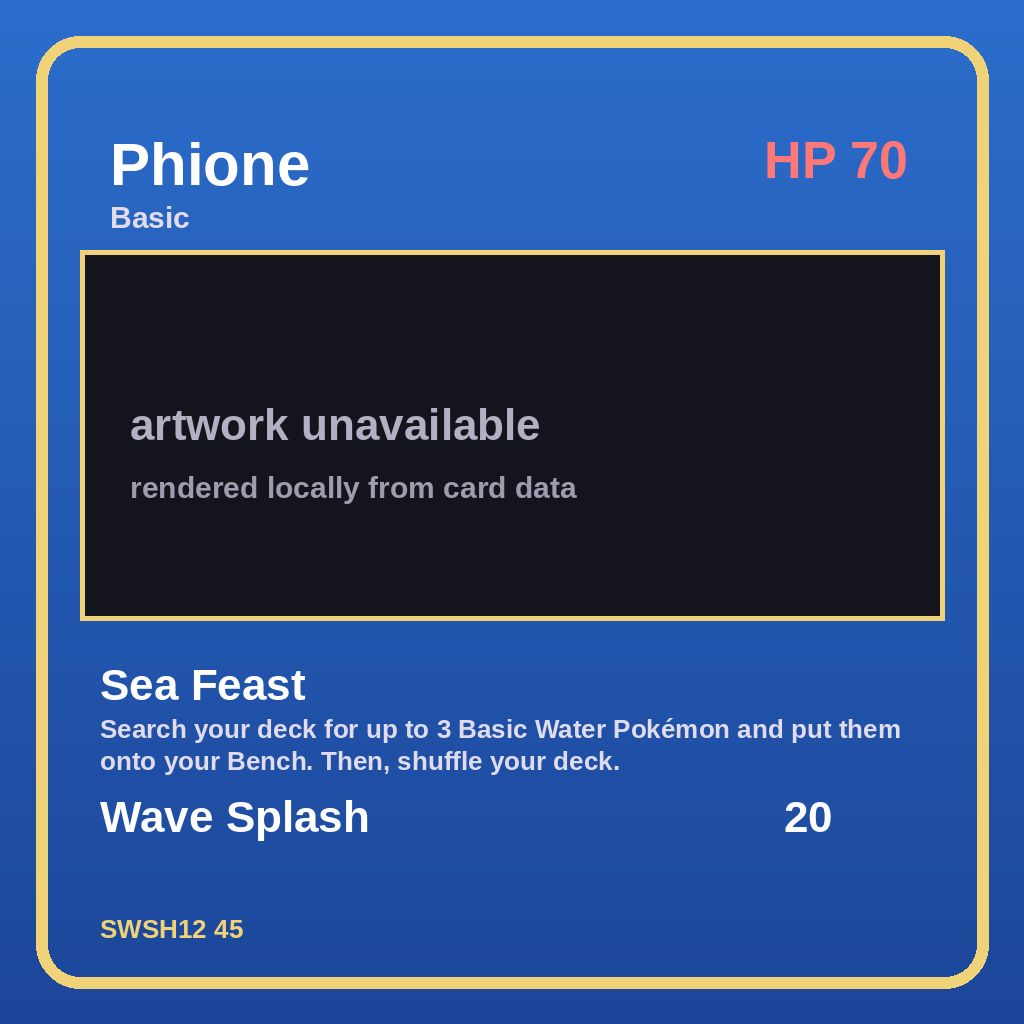 Phione
HP 70
Basic
artwork unavailable
rendered locally from card data
Sea Feast
Search your deck for up to 3 Basic Water Pokémon and put them
onto your Bench. Then, shuffle your deck.
Wave Splash 20
SWSH12 45